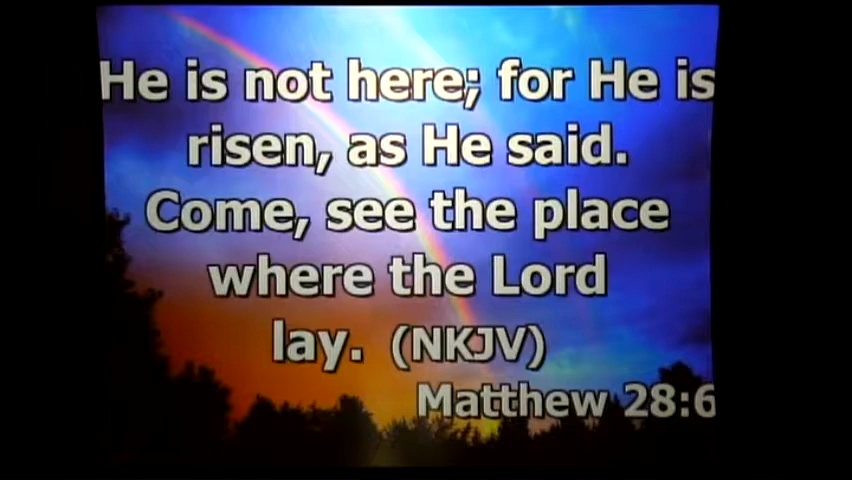 He is not here; for He is
risen, as He said.
Come, see the place
where the Lord
lay. (NKJV)
Matthew 28:6